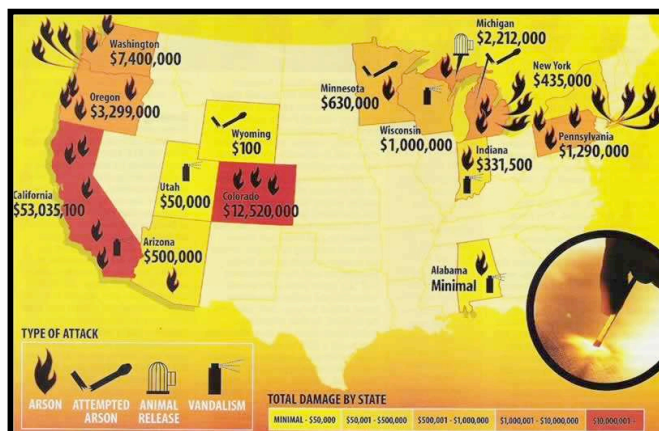 Washington
$7,400,000
Oregon
$3,299,000
California
$53,035,100
Wyoming
$100
Utah
$50,000
Colorado
$12,520,000
Arizona
$500,000
Minnesota
$630,000
Wisconsin
$1,000,000
Michigan
$2,212,000
New York
$435,000
Pennsylvania
$1,290,000
Indiana
$331,500
Alabama
Minimal
TYPE OF ATTACK
ARSON
ATTEMPTED
ARSON
ANIMAL
RELEASE
VANDALISM
TOTAL DAMAGE BY STATE
MINIMAL - $50,000
$50,001 - $500,000
$500,001 - $1,000,000
$1,000,001 - $10,000,000
$10,000,001 -